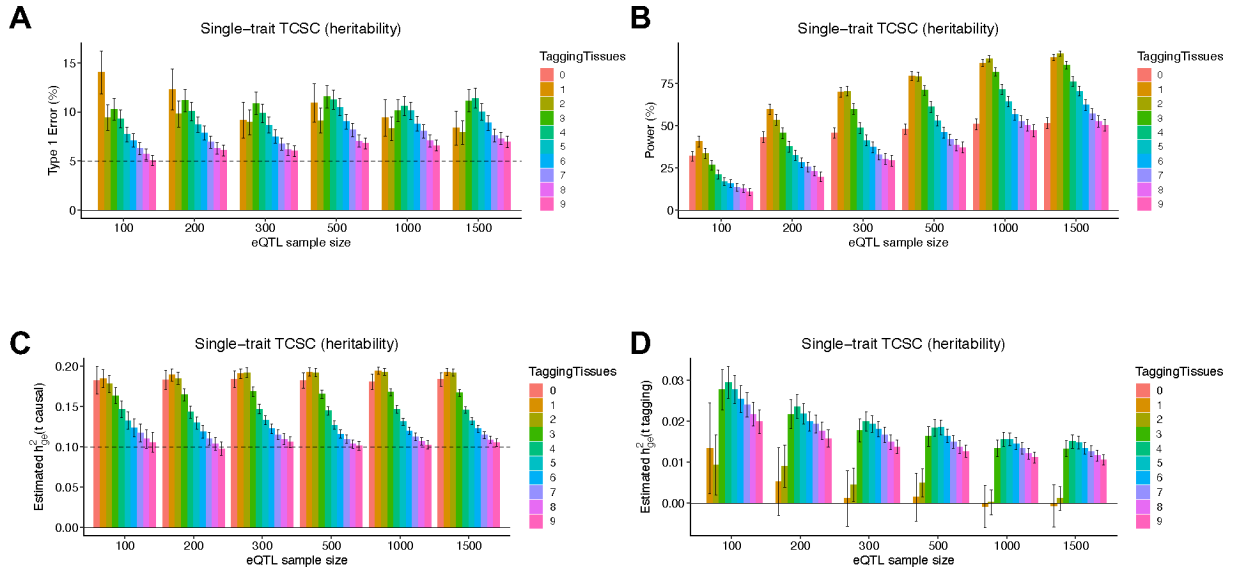 A
Single−trait TCSC (heritability)
Type 1 Error (%)
15
10
5
0
100 200 300 500 1000 1500
eQTL sample size
TaggingTissues
0
1
2
3
4
5
6
7
8
9
B
Single−trait TCSC (heritability)
Power (%)
75
50
25
0
100 200 300 500 1000 1500
eQTL sample size
TaggingTissues
0
1
2
3
4
5
6
7
8
9
C
Single−trait TCSC (heritability)
Estimated h²ge(t causal)
0.20
0.15
0.10
0.05
0.00
100 200 300 500 1000 1500
eQTL sample size
TaggingTissues
0
1
2
3
4
5
6
7
8
9
D
Single−trait TCSC (heritability)
Estimated h²ge(t tagging)
0.03
0.02
0.01
0.00
100 200 300 500 1000 1500
eQTL sample size
TaggingTissues
0
1
2
3
4
5
6
7
8
9